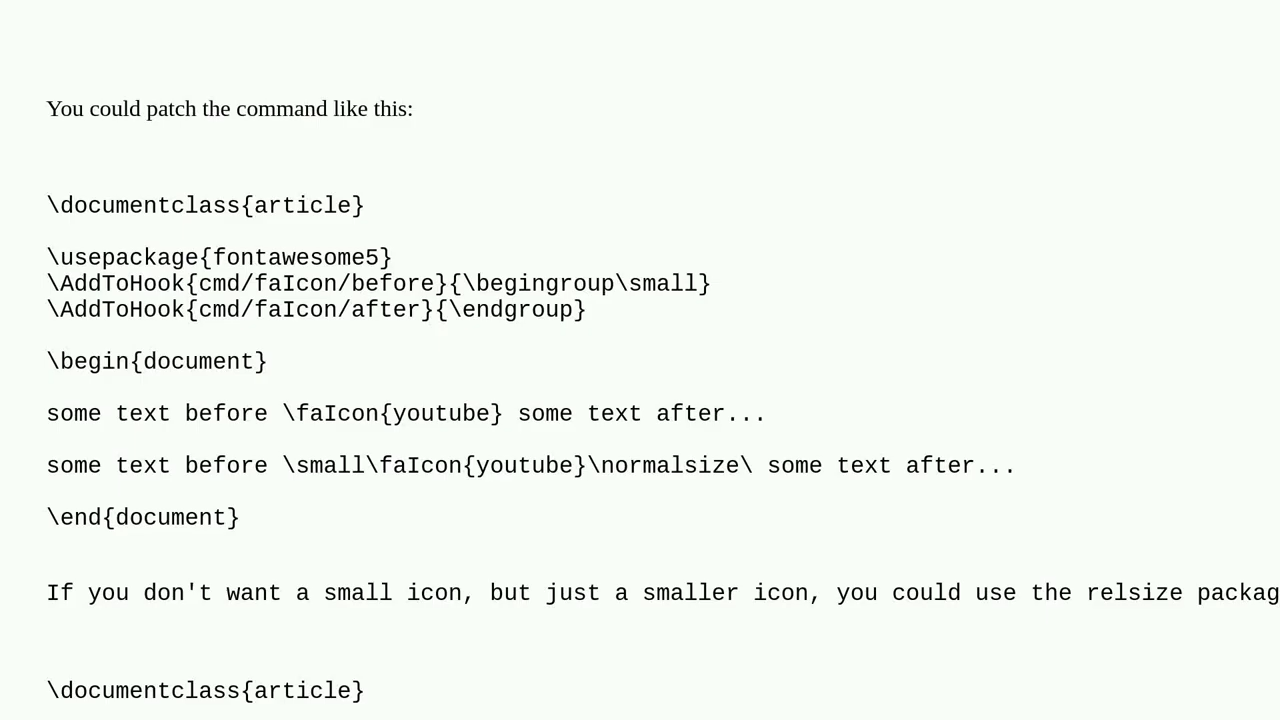 You could patch the command like this:
\documentclass{article}
\usepackage{fontawesome5}
\AddToHook{cmd/faIcon/before}{\begingroup\small}
\AddToHook{cmd/faIcon/after}{\endgroup}
\begin{document}
some text before \faIcon{youtube} some text after...
some text before \small\faIcon{youtube}\normalsize\ some text after...
\end{document}
If you don't want a small icon, but just a smaller icon, you could use the relsize packag
\documentclass{article}